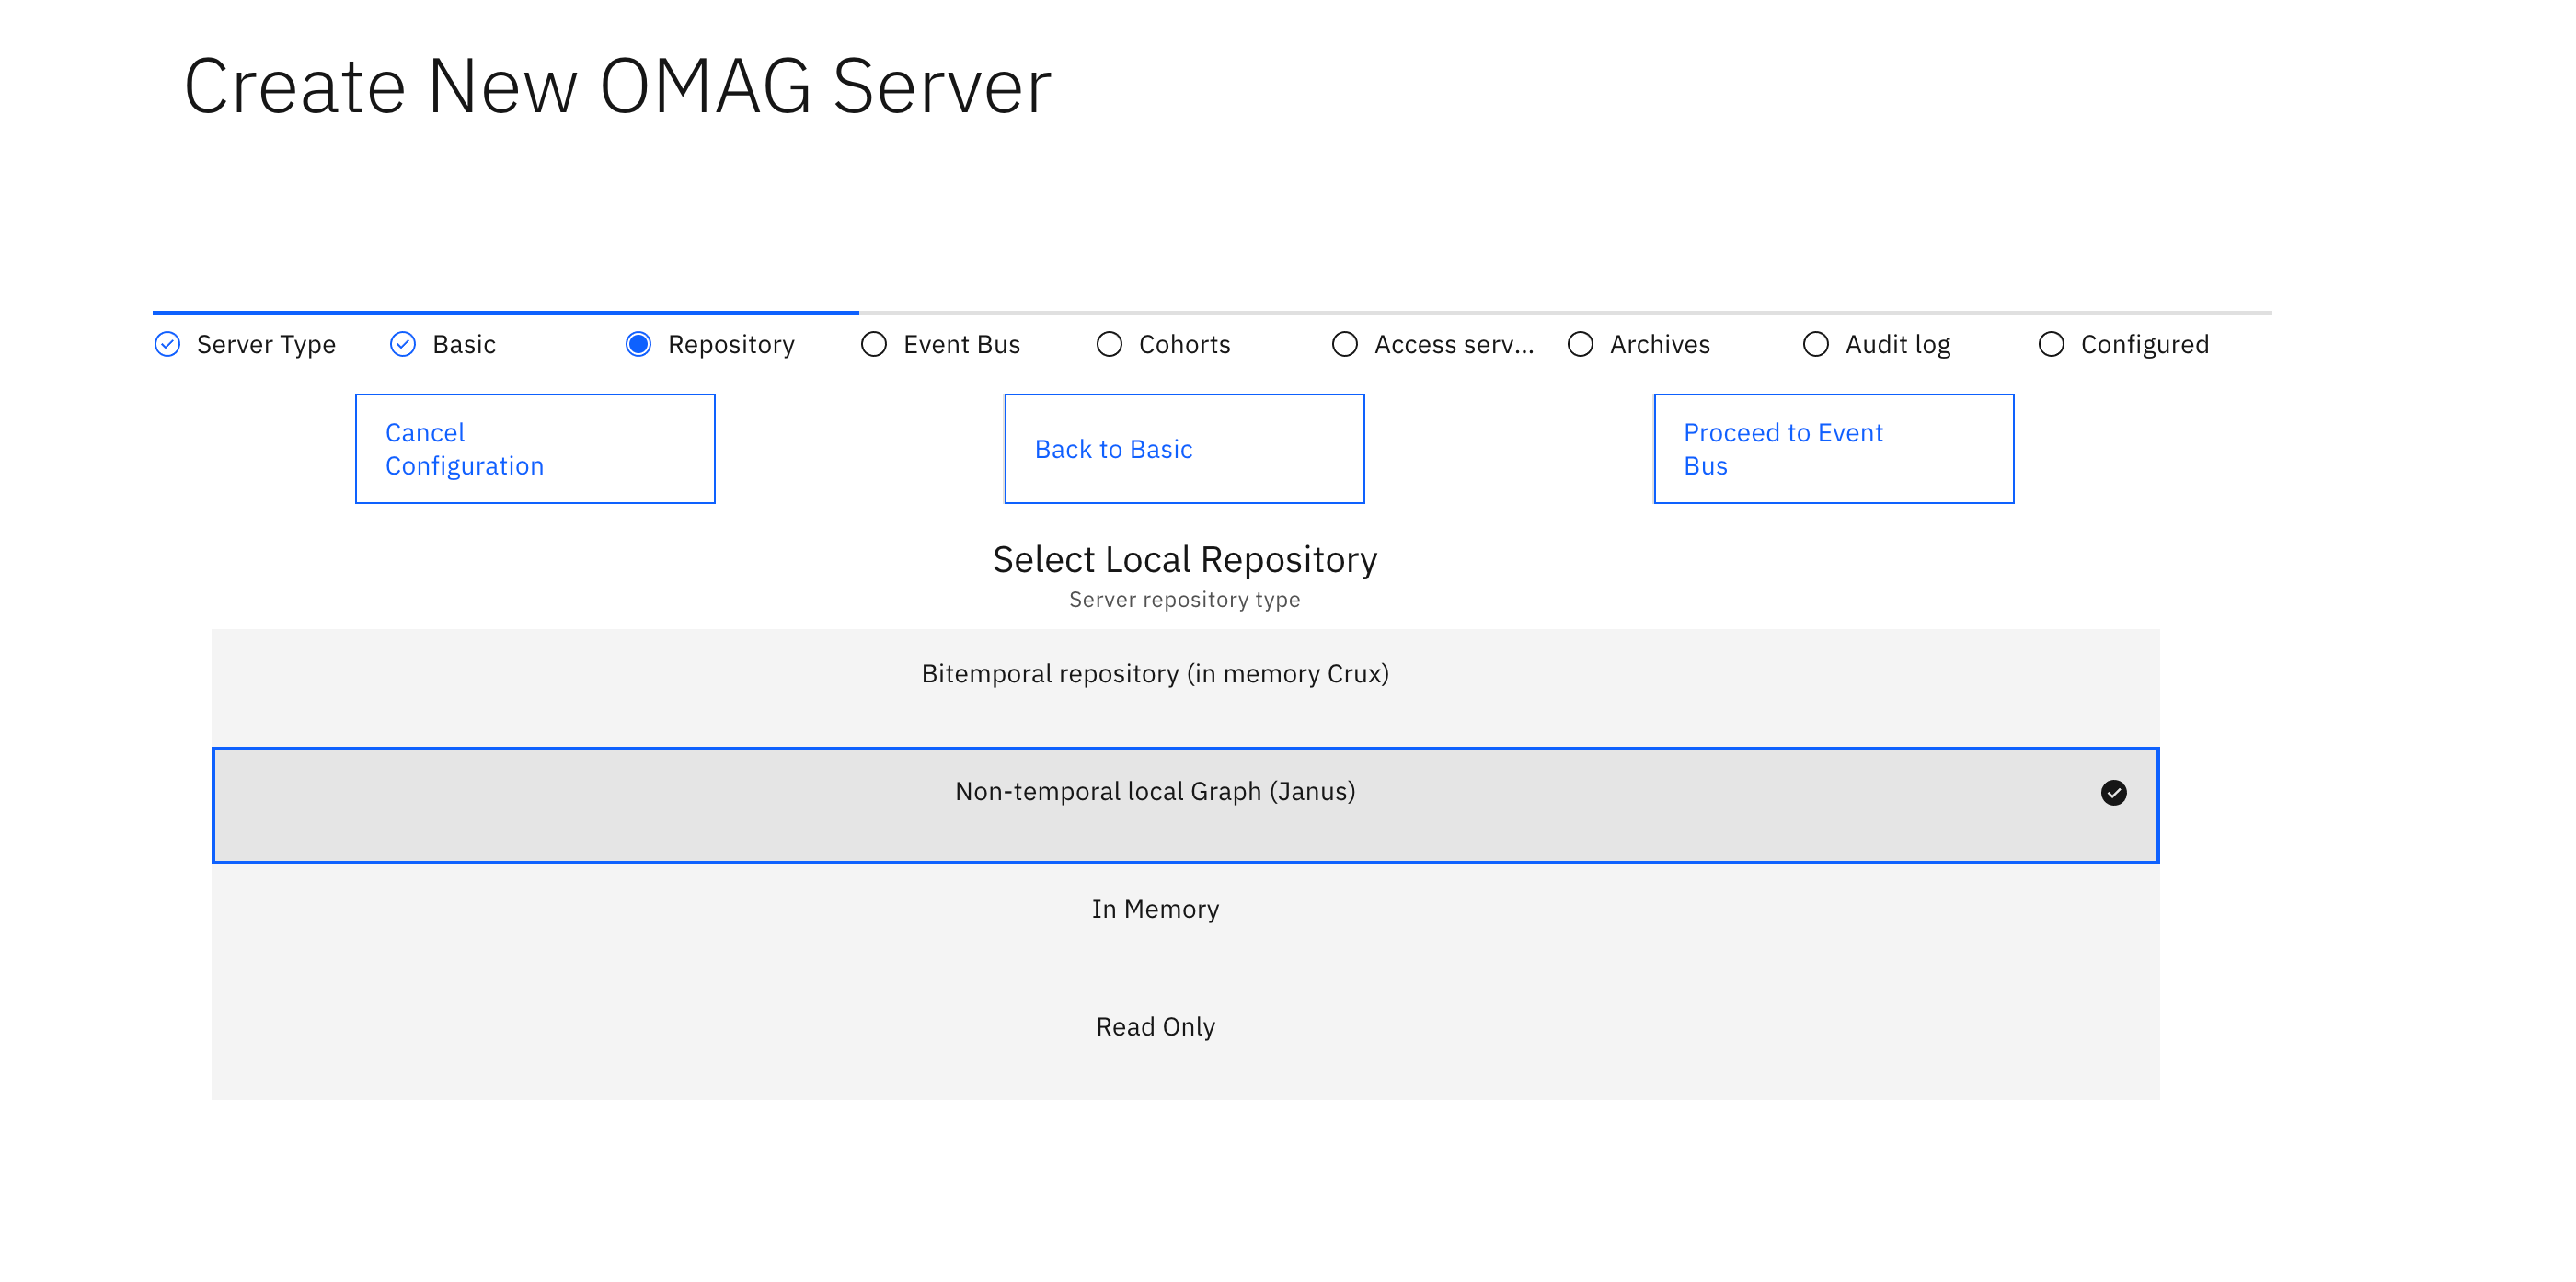 Create New OMAG Server
Server Type
Basic
Repository
Event Bus
Cohorts
Access serv...
Archives
Audit log
Configured
Cancel
Configuration
Back to Basic
Proceed to Event
Bus
Select Local Repository
Server repository type
Bitemporal repository (in memory Crux)
Non-temporal local Graph (Janus)
In Memory
Read Only